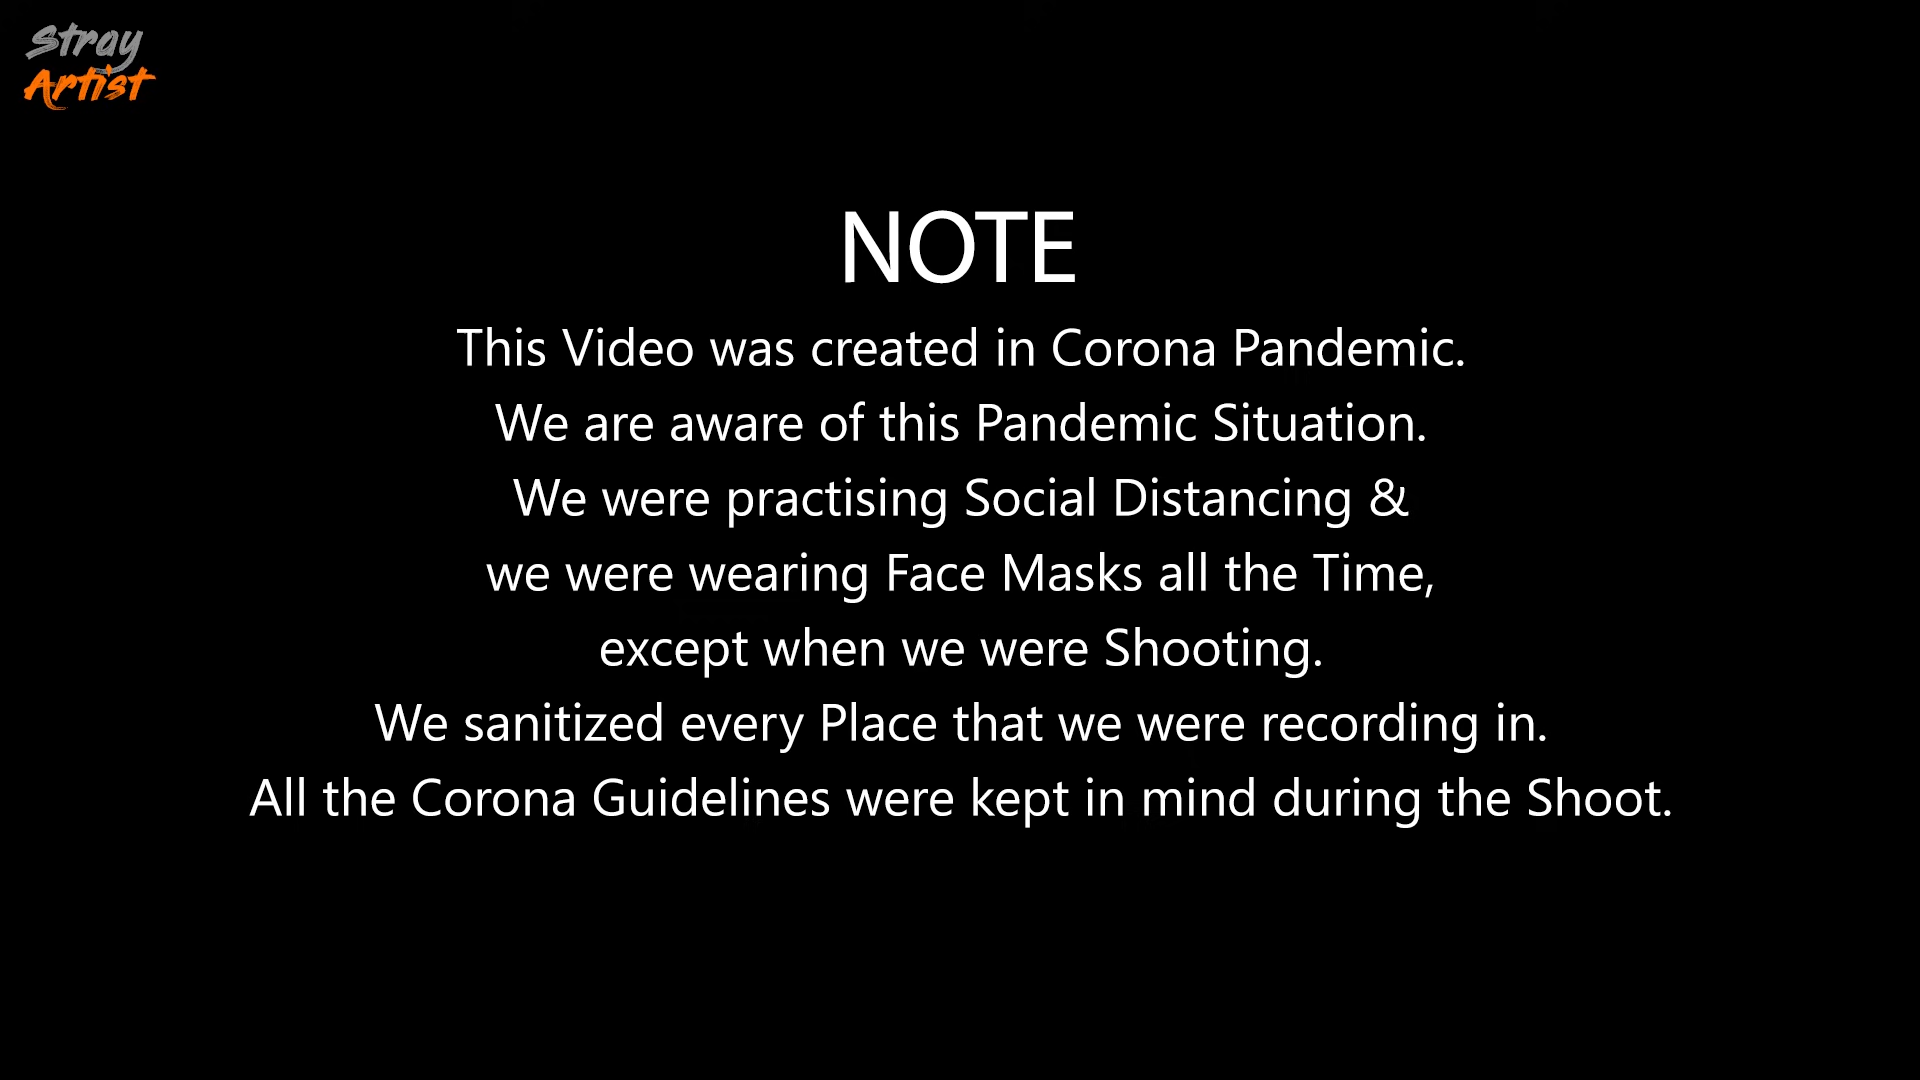 Stray
Artist
NOTE
This Video was created in Corona Pandemic.
We are aware of this Pandemic Situation.
We were practising Social Distancing &
we were wearing Face Masks all the Time,
except when we were Shooting.
We sanitized every Place that we were recording in.
All the Corona Guidelines were kept in mind during the Shoot.